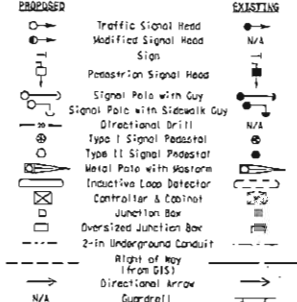 PROPOSED EXISTING
Traffic Signal Head
Modified Signal Head N/A
Sign
Pedestrian Signal Head
Signal Pole with Guy
Signal Pole with Sidewalk Guy
Directional Drill N/A
Type I Signal Pedestal
Type II Signal Pedestal
Metal Pole with Mastarm
Inductive Loop Detector
Controller & Cabinet
Junction Box
Oversized Junction Box
2-in Underground Conduit
Right of Way
(from GIS)
Directional Arrow
N/A Guardrail